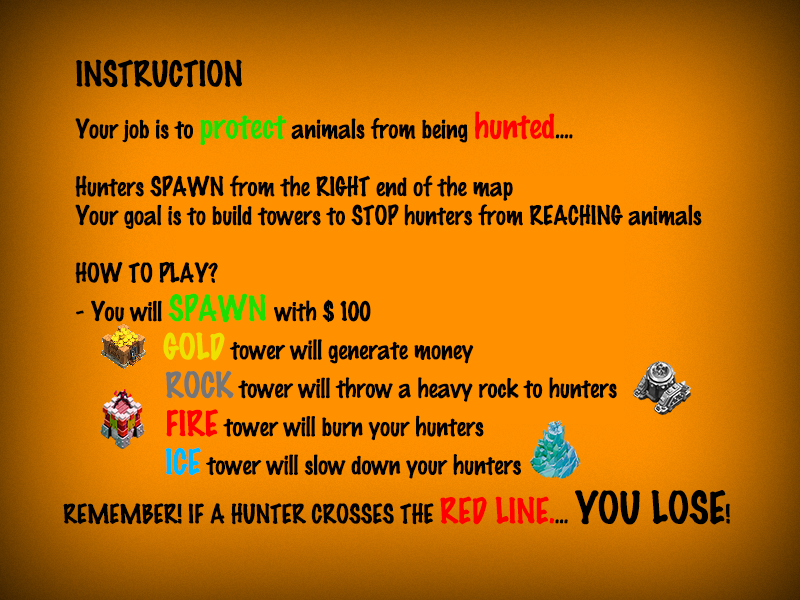 INSTRUCTION
Your job is to protect animals from being hunted....
Hunters SPAWN from the RIGHT end of the map
Your goal is to build towers to STOP hunters from REACHING animals
HOW TO PLAY?
- You will SPAWN with $ 100
GOLD tower will generate money
ROCK tower will throw a heavy rock to hunters
FIRE tower will burn your hunters
ICE tower will slow down your hunters
REMEMBER! IF A HUNTER CROSSES THE RED LINE.... YOU LOSE!